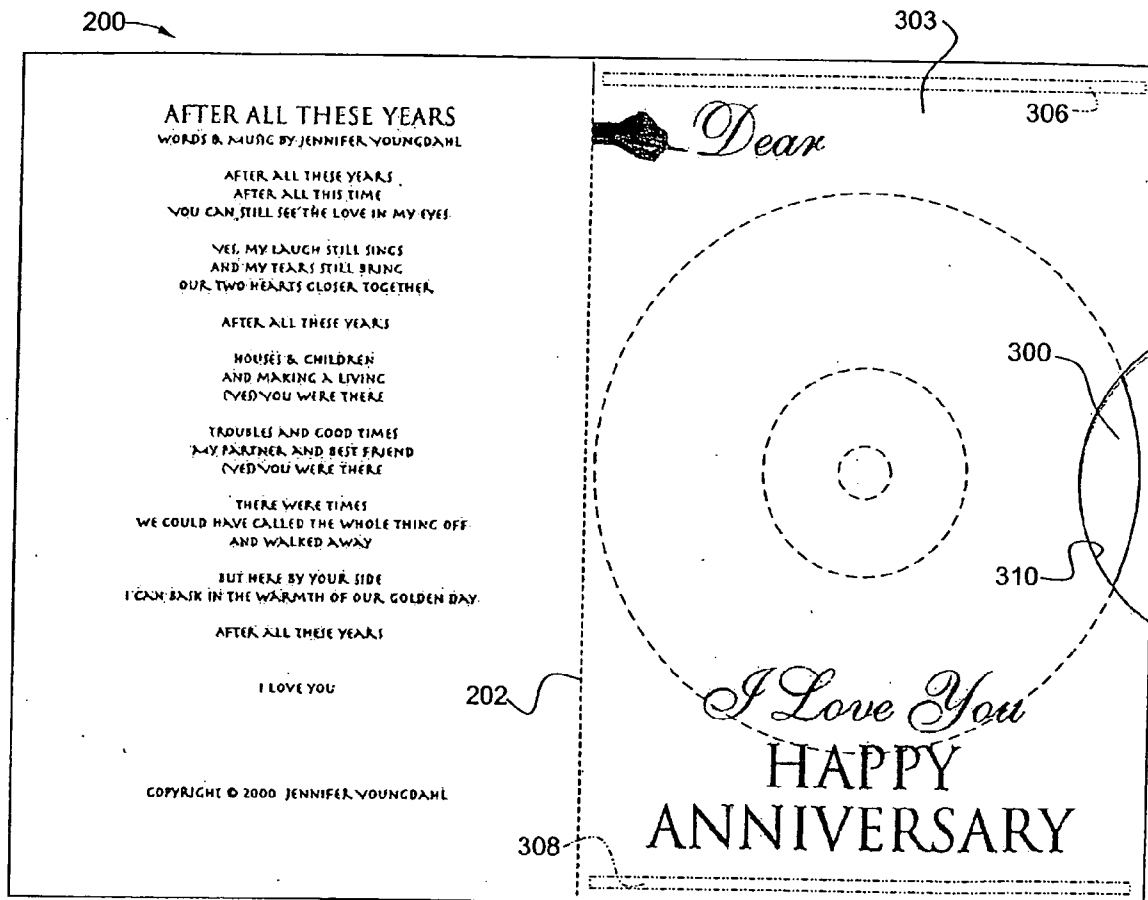 200
303
306
AFTER ALL THESE YEARS
WORDS & MUSIC BY JENNIFER YOUNGDAHL
AFTER ALL THESE YEARS
AFTER ALL THIS TIME
YOU CAN STILL SEE THE LOVE IN MY EYES
YES, MY LAUGH STILL SINGS
AND MY TEARS STILL BRING
OUR TWO HEARTS CLOSER TOGETHER
AFTER ALL THESE YEARS
HOUSES & CHILDREN
AND MAKING A LIVING
(YES) YOU WERE THERE
TROUBLES AND GOOD TIMES
MY PARTNER AND BEST FRIEND
(YES) YOU WERE THERE
THERE WERE TIMES
WE COULD HAVE CALLED THE WHOLE THING OFF
AND WALKED AWAY
BUT HERE BY YOUR SIDE
I CAN BASK IN THE WARMTH OF OUR GOLDEN DAY
AFTER ALL THESE YEARS
I LOVE YOU
COPYRIGHT © 2000 JENNIFER YOUNGDAHL
202
Dear
300
310
I Love You
HAPPY
ANNIVERSARY
308